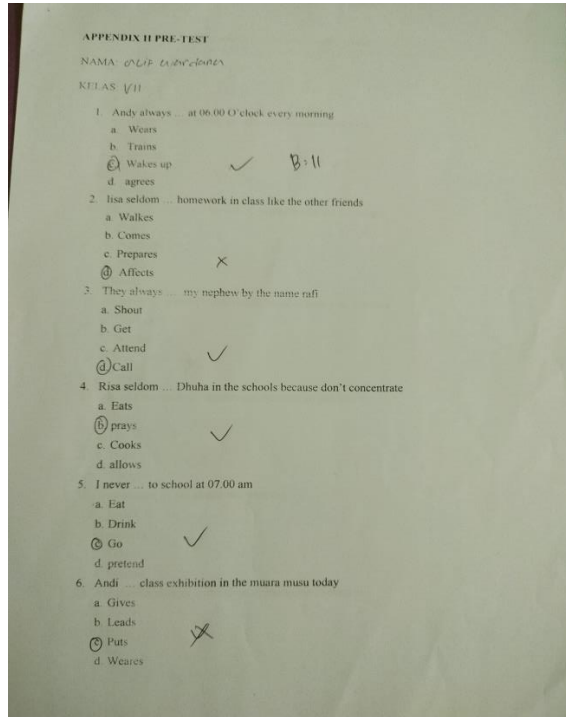 APPENDIX II PRE-TEST
NAMA
KELAS VII
1. Andy always ... at 06.00 O'clock every morning
a. Wears
b. Trains
c. Wakes up
B=11
d. agrees
2. lisa seldom ... homework in class like the other friends
a. Walkes
b. Comes
c. Prepares
d. Affects
3. They always ... my nephew by the name rafi
a. Shout
b. Get
c. Attend
d. Call
4. Risa seldom ... Dhuha in the schools because don't concentrate
a. Eats
b. prays
c. Cooks
d. allows
5. I never ... to school at 07.00 am
a. Eat
b. Drink
c. Go
d. pretend
6. Andi ... class exhibition in the muara musu today
a. Gives
b. Leads
c. Puts
d. Weares